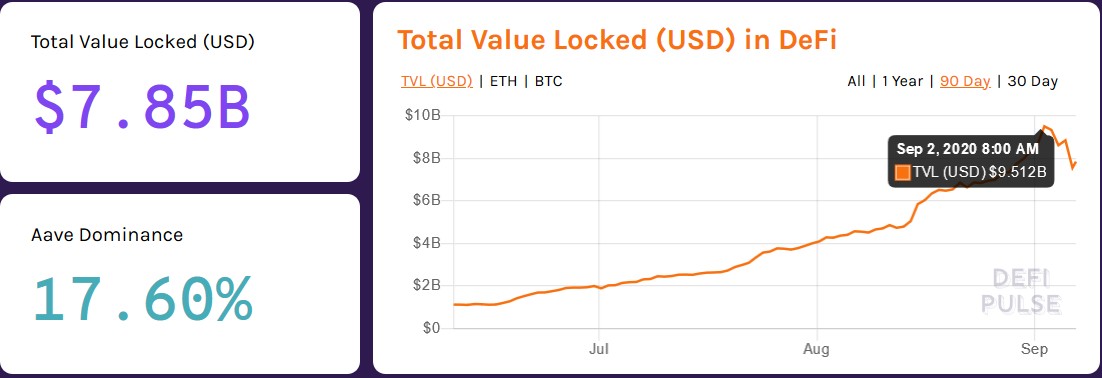 Total Value Locked (USD)
$7.85B
Aave Dominance
17.60%
Total Value Locked (USD) in DeFi
TVL (USD) | ETH | BTC
All | 1 Year | 90 Day | 30 Day
$10B
$8B
$6B
$4B
$2B
$0
Sep 2, 2020 8:00 AM
TVL (USD) $9.512B
DEFI
PULSE
Jul
Aug
Sep